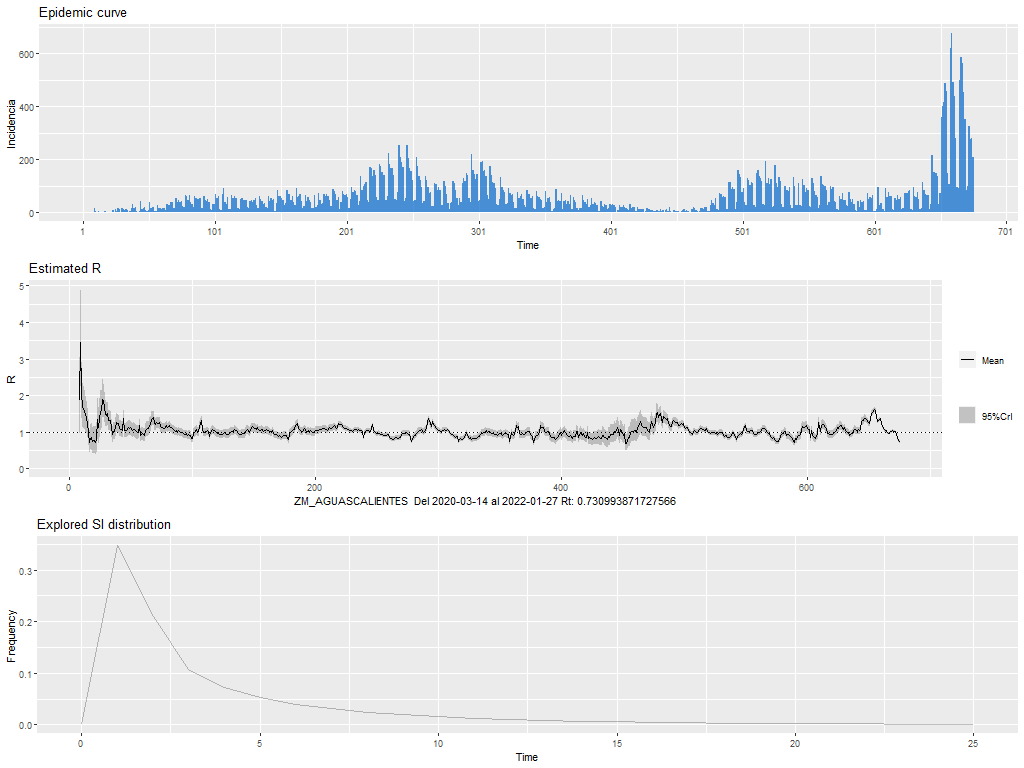 Epidemic curve
600
400
200
0
Incidencia
1 101 201 301 401 501 601 701
Time
Estimated R
5
4
3
2
1
0
R
Mean
95%CrI
0 200 400 600
ZM_AGUASCALIENTES Del 2020-03-14 al 2022-01-27 Rt: 0.730993871727566
Explored SI distribution
0.3
0.2
0.1
0.0
Frequency
0 5 10 15 20 25
Time